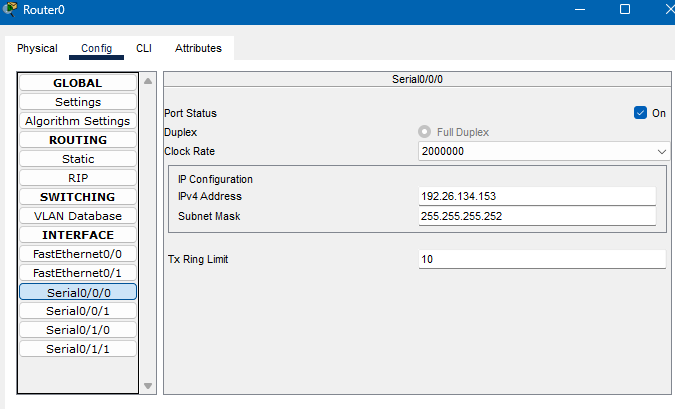 Router0
Physical Config CLI Attributes
GLOBAL
Settings
Algorithm Settings
ROUTING
Static
RIP
SWITCHING
VLAN Database
INTERFACE
FastEthernet0/0
FastEthernet0/1
Serial0/0/0
Serial0/0/1
Serial0/1/0
Serial0/1/1
Serial0/0/0
Port Status On
Duplex Full Duplex
Clock Rate 2000000
IP Configuration
IPv4 Address 192.26.134.153
Subnet Mask 255.255.255.252
Tx Ring Limit 10